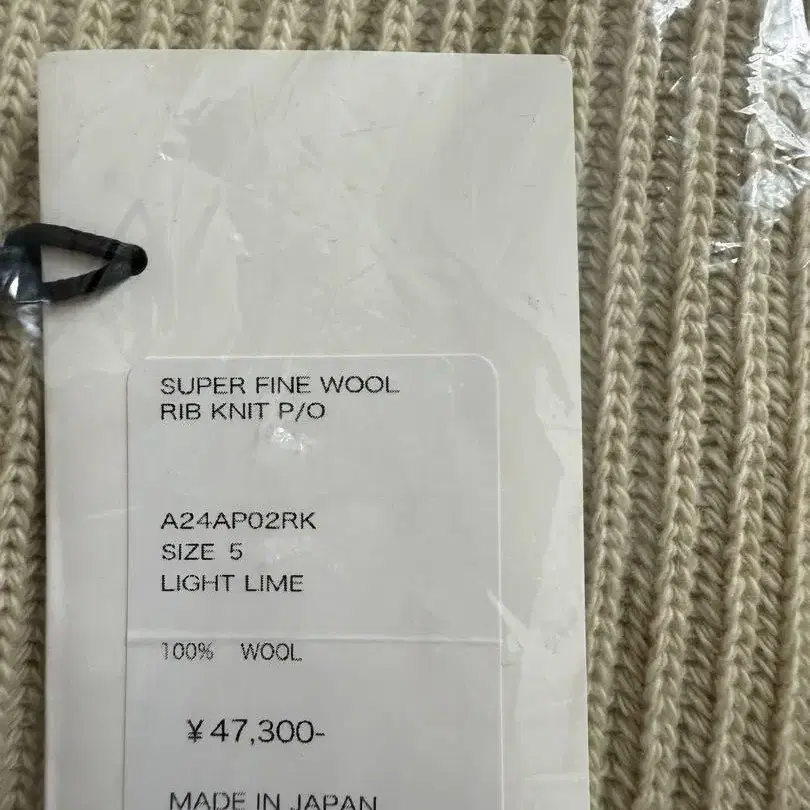 SUPER FINE WOOL
RIB KNIT P/O
A24AP02RK
SIZE 5
LIGHT LIME
100% WOOL
¥47,300-
MADE IN JAPAN